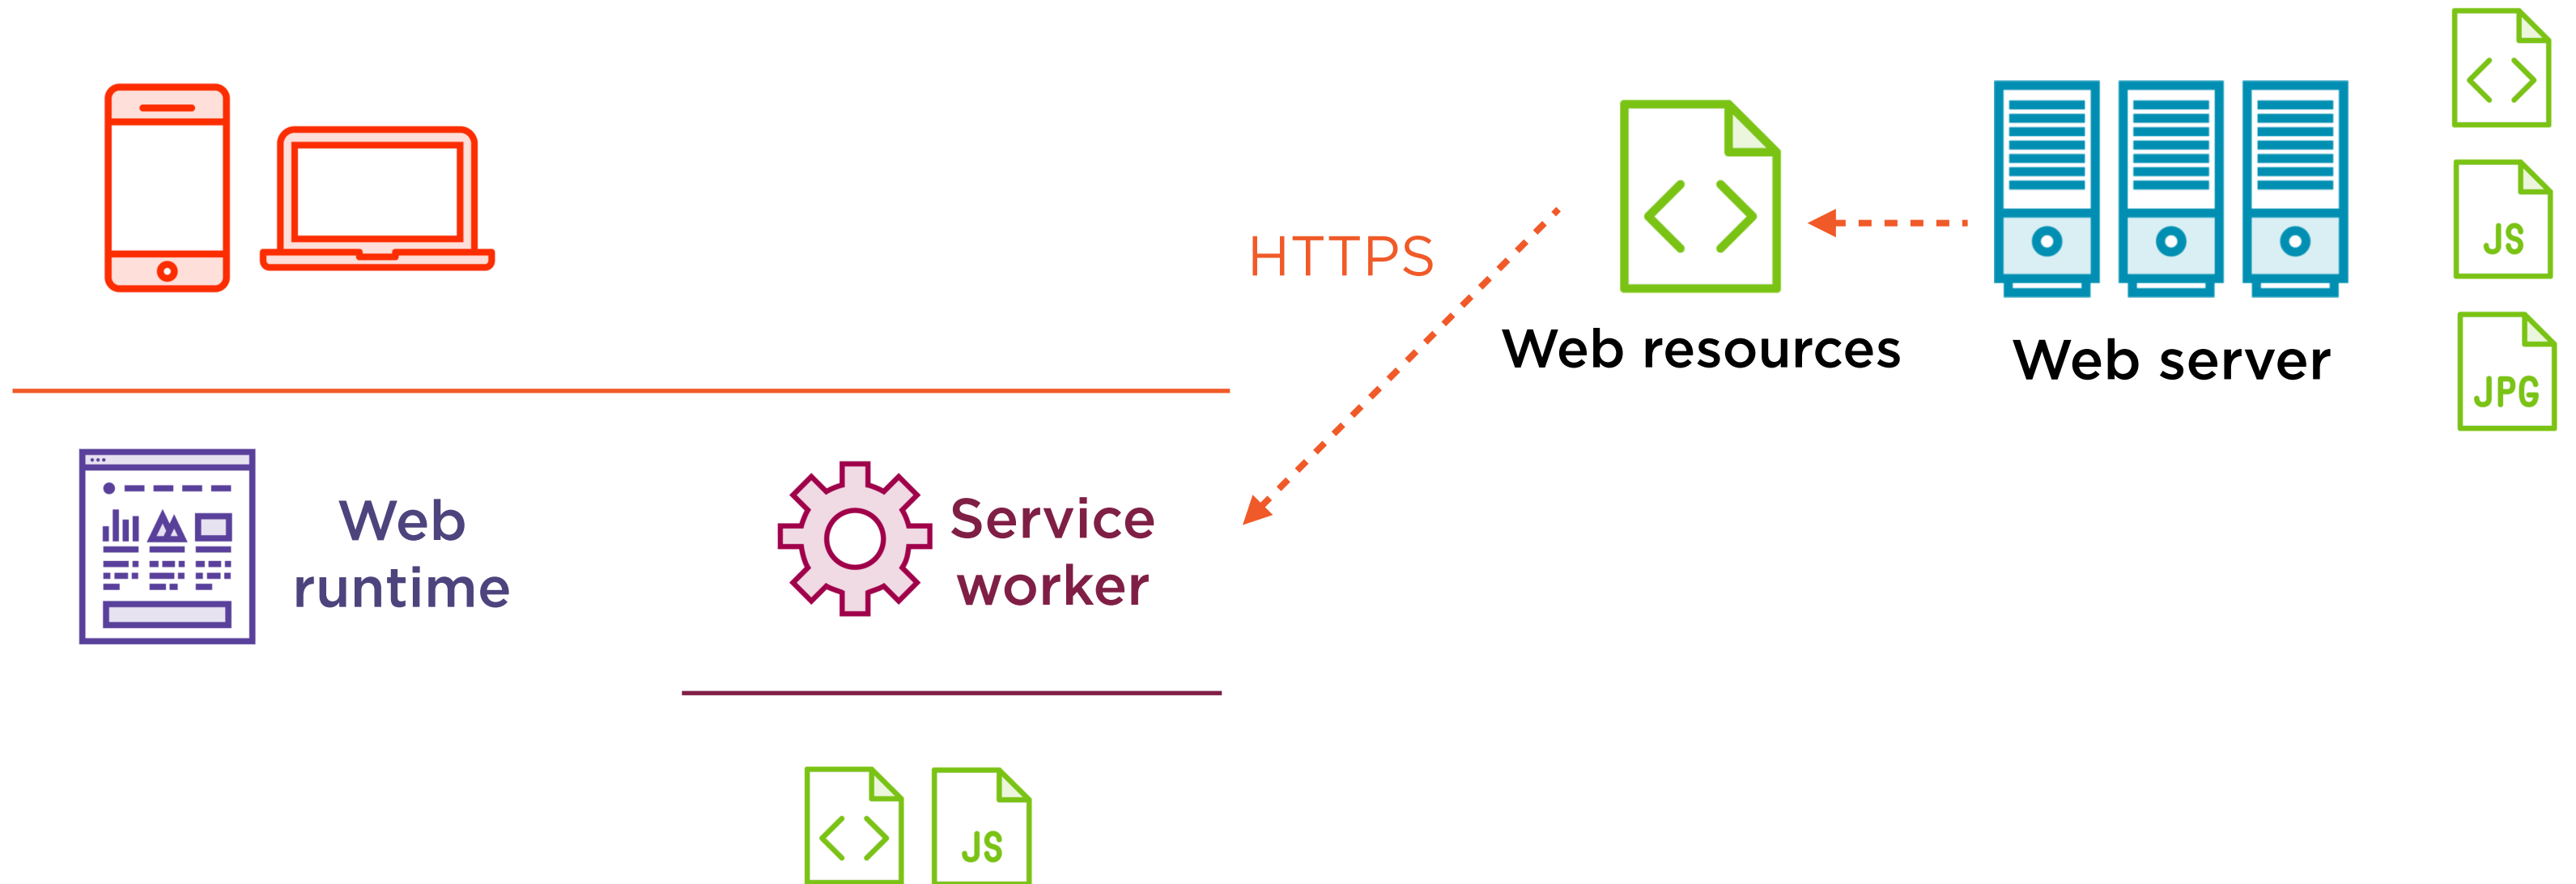 HTTPS
Web resources
Web server
JS
JPG
Web
runtime
Service
worker
JS